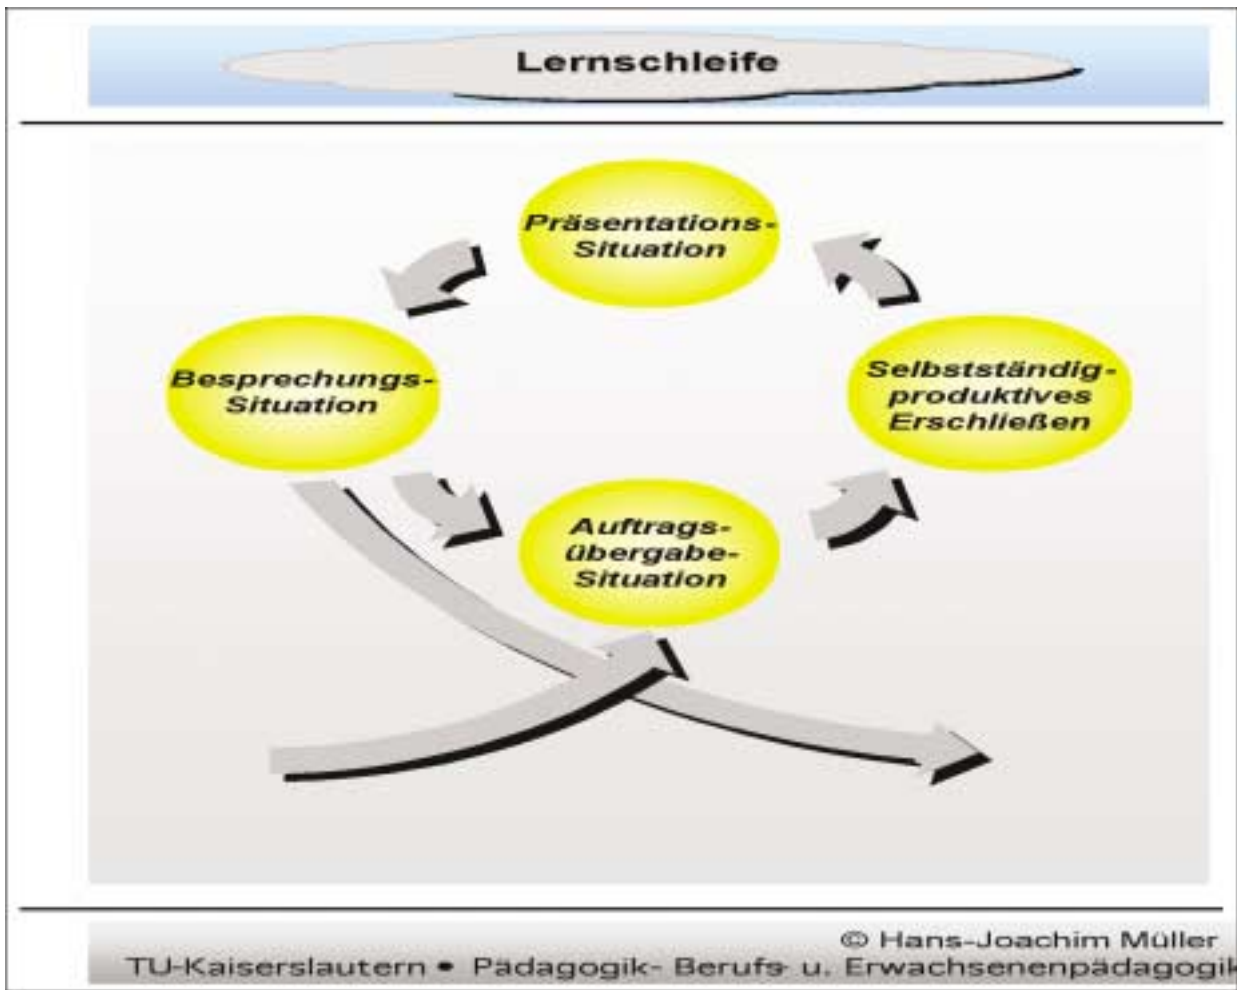 Lernschleife
Präsentations-
Situation
Besprechungs-
Situation
Selbstständig-
produktives
Erschließen
Auftrags-
übergabe-
Situation
© Hans-Joachim Müller
TU-Kaiserslautern • Pädagogik- Berufs- u. Erwachsenenpädagogik